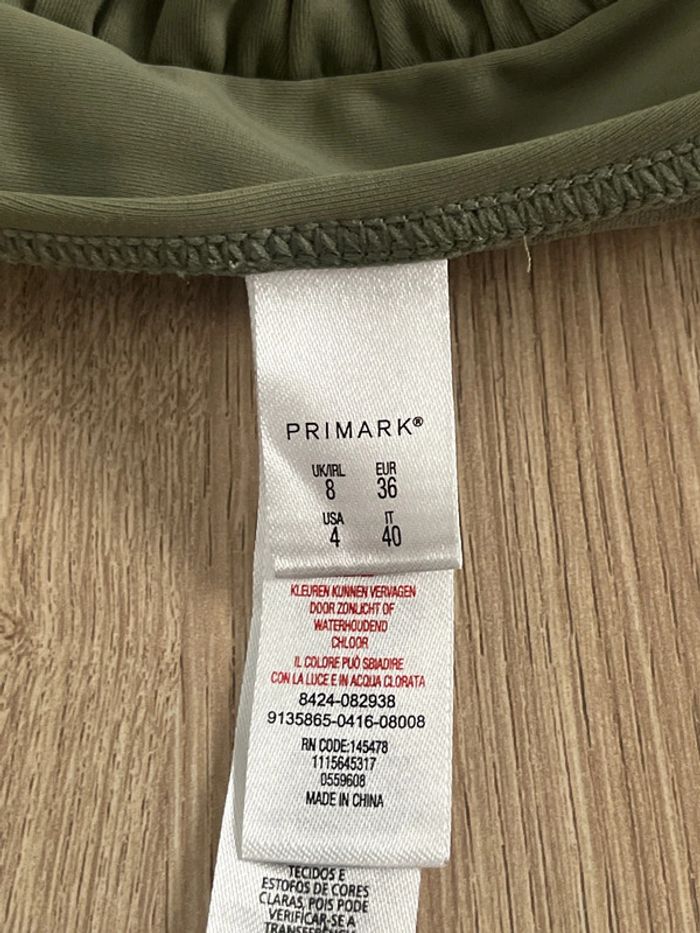 PRIMARK®
UK/IRL EUR
8 36
USA IT
4 40
KLEUREN KUNNEN VERVAGEN
DOOR ZONLICHT OF
WATERHOUDEND
CHLOOR
IL COLORE PUÒ SBIADIRE
CON LA LUCE E IN ACQUA CLORATA
8424-082938
9135865-0416-08008
RN CODE:145478
1115645317
0559608
MADE IN CHINA
TECIDOS E
ESTOFOS DE CORES
CLARAS, POIS PODE
VERIFICAR-SE A